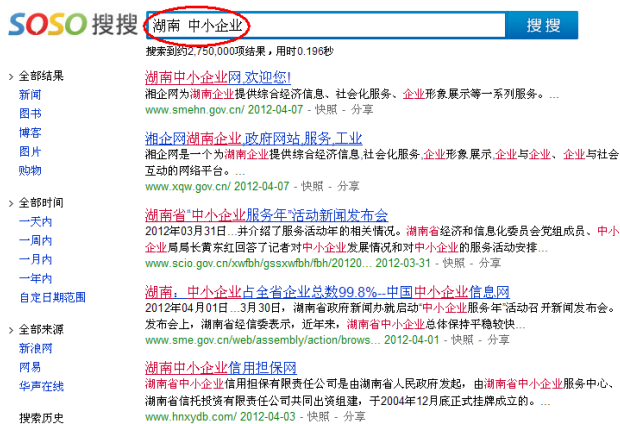 SOSO 搜搜 湖南 中小企业 搜搜
搜索到约2,750,000项结果，用时0.196秒
全部结果
新闻
图书
博客
图片
购物
全部时间
一天内
一周内
一月内
一年内
自定日期范围
全部来源
新浪网
网易
华声在线
搜索历史
湖南中小企业网,欢迎您!
湘企网为湖南企业提供综合经济信息、社会化服务、企业形象展示等一系列服务。...
www.smehn.gov.cn/ 2012-04-07 - 快照 - 分享
湘企网湖南企业,政府网站,服务,工业
湘企网是一个为湖南企业提供综合经济信息,社会化服务,企业形象展示,企业与企业、企业与社会
互动的网络平台。...
www.xqw.gov.cn/ 2012-04-07 - 快照 - 分享
湖南省“中小企业服务年”活动新闻发布会
2012年03月31日...并介绍了服务活动年的相关情况。湖南省经济和信息化委员会党组成员、中小
企业局局长黄东红回答了记者对中小企业发展情况和对中小企业的服务活动安排...
www.scio.gov.cn/xwfbh/gssxwfbh/fbh/20120... 2012-03-31 - 快照 - 分享
湖南：中小企业占全省企业总数99.8%--中国中小企业信息网
2012年04月01日...3月30日，湖南省政府新闻办就启动“中小企业服务年”活动召开新闻发布会。
发布会上，湖南省经信委表示，近年来，湖南省中小企业总体保持平稳较快...
www.sme.gov.cn/web/assembly/action/brows... 2012-04-01 - 快照 - 分享
湖南中小企业信用担保网
湖南省中小企业信用担保有限责任公司是由湖南省人民政府发起，由湖南省中小企业服务中心、
湖南省信托投资有限责任公司共同出资组建，于2004年12月底正式挂牌成立的。...
www.hnxydb.com/ 2012-04-03 - 快照 - 分享